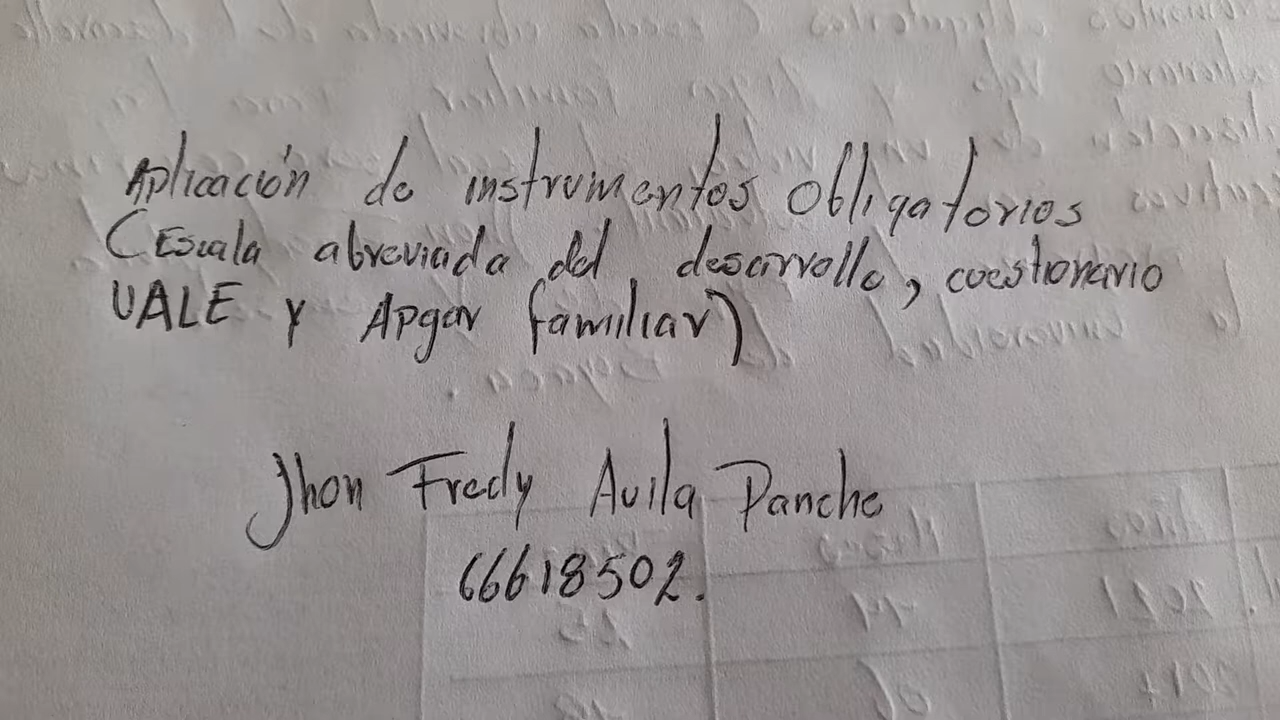 Aplicación de instrumentos Obligatorios
(Escala abreviada del desarrollo, cuestionario
VALE y Apgar familiar)
Jhon Fredy Avila Panche
66618502.